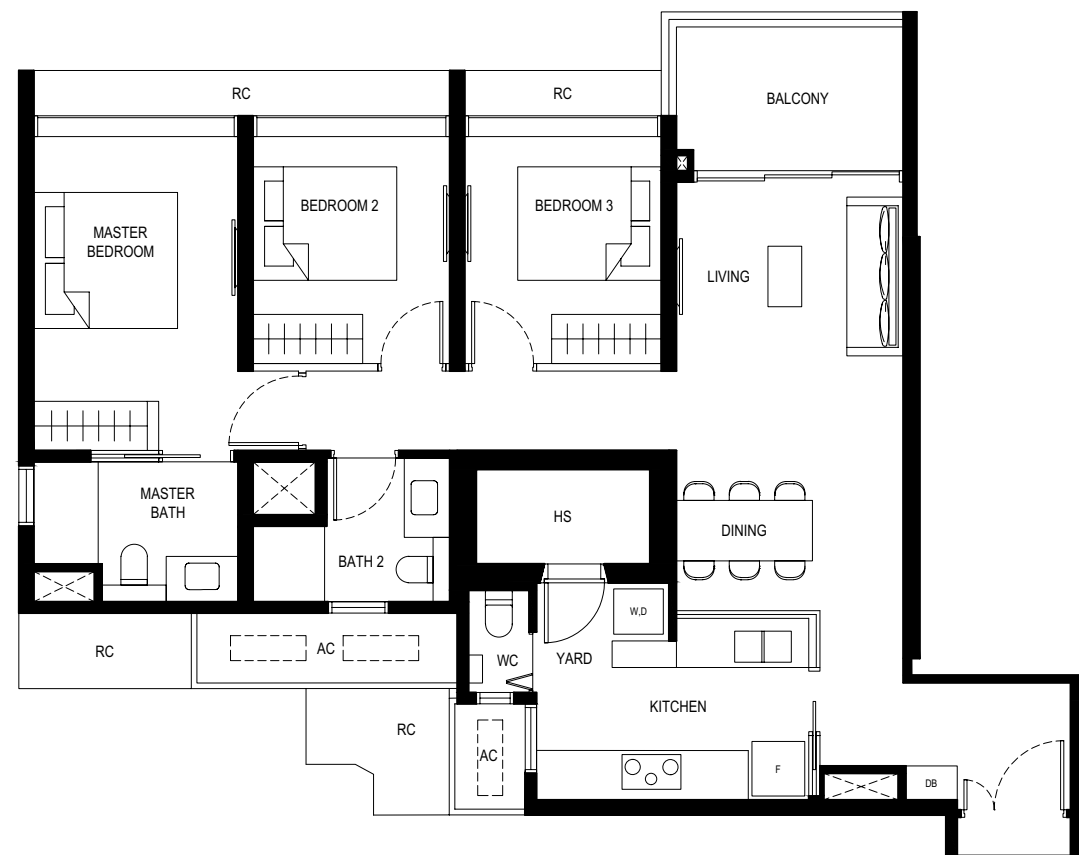 RC
RC
BALCONY
MASTER
BEDROOM
BEDROOM 2
BEDROOM 3
LIVING
MASTER
BATH
HS
DINING
BATH 2
W,D
RC
AC
WC
YARD
KITCHEN
RC
AC
F
DB